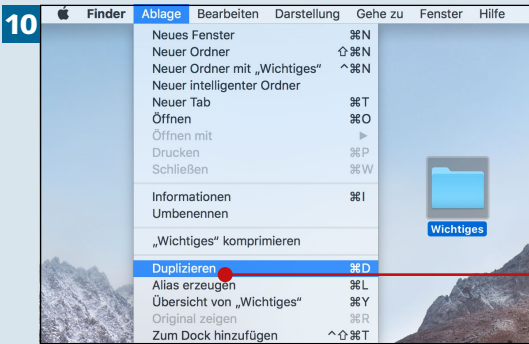 10
Finder Ablage Bearbeiten Darstellung Gehe zu Fenster Hilfe
Neues Fenster ⌘N
Neuer Ordner ⇧⌘N
Neuer Ordner mit „Wichtiges“ ^⌘N
Neuer intelligenter Ordner
Neuer Tab ⌘T
Öffnen ⌘O
Öffnen mit ▶
Drucken ⌘P
Schließen ⌘W
Informationen ⌘I
Umbenennen
„Wichtiges“ komprimieren
Duplizieren ⌘D
Alias erzeugen ⌘L
Übersicht von „Wichtiges“ ⌘Y
Original zeigen ⌘R
Zum Dock hinzufügen ^⇧⌘T
Wichtiges